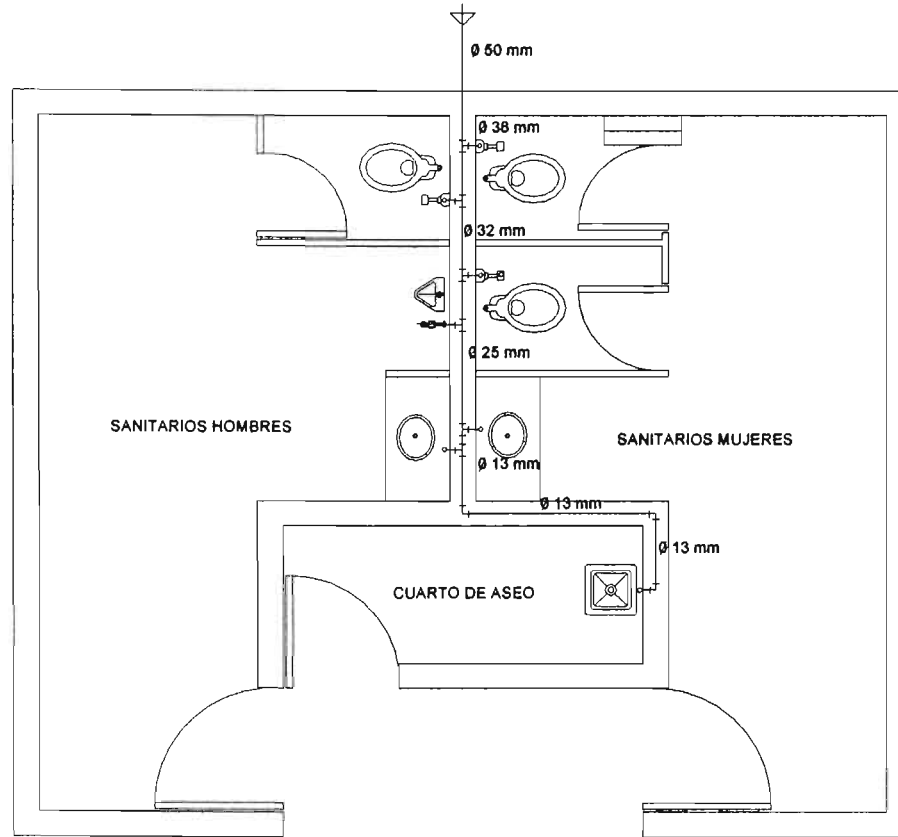 Ø 50 mm
Ø 38 mm
Ø 32 mm
Ø 25 mm
SANITARIOS HOMBRES
SANITARIOS MUJERES
Ø 13 mm
Ø 13 mm
Ø 13 mm
CUARTO DE ASEO